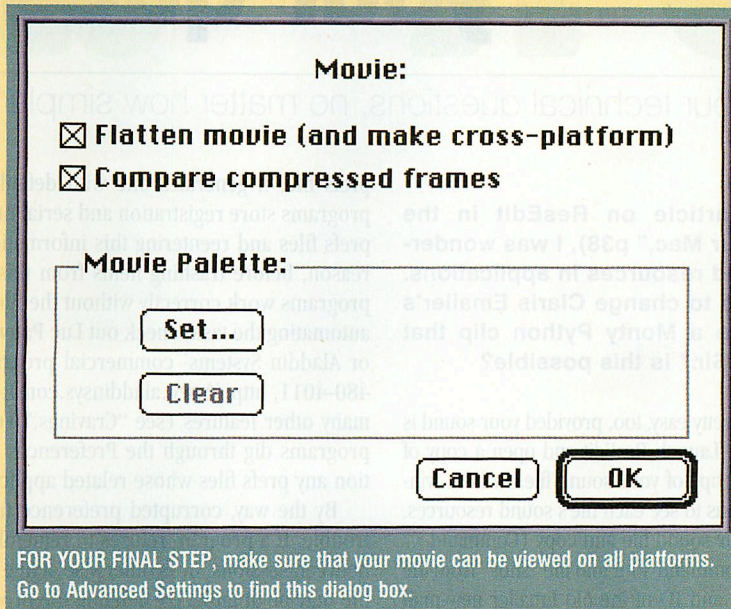 Movie:
Flatten movie (and make cross-platform)
Compare compressed frames
Movie Palette:
Set...
Clear
Cancel
OK
FOR YOUR FINAL STEP, make sure that your movie can be viewed on all platforms.
Go to Advanced Settings to find this dialog box.